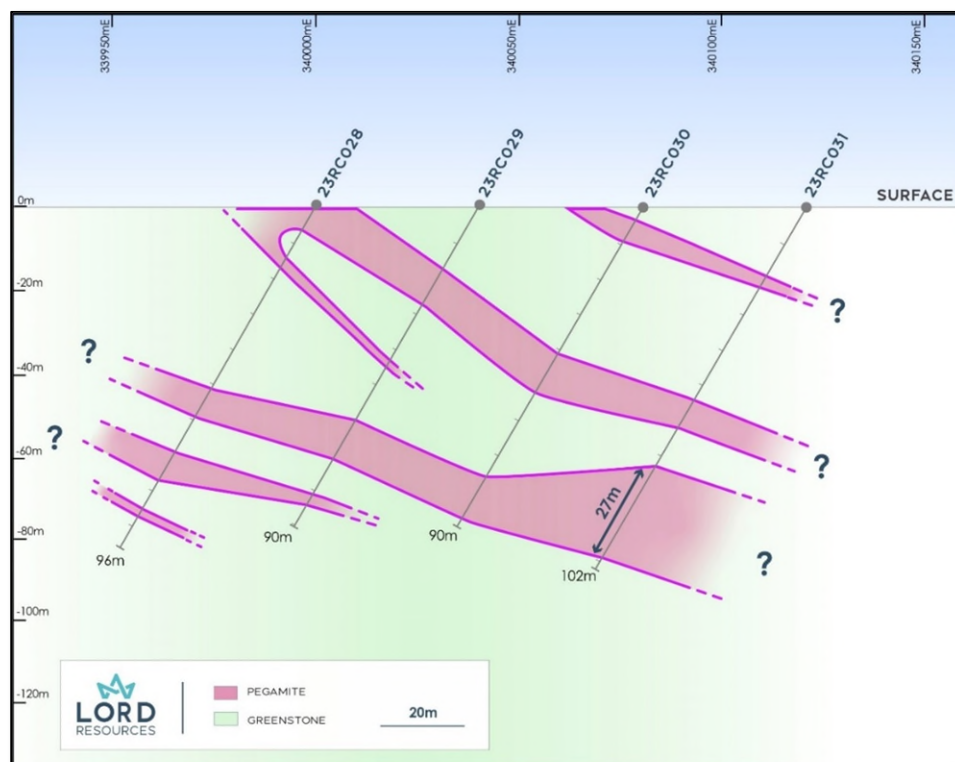 339950mE
340000mE
340050mE
340100mE
340150mE
23RC028
23RC029
23RC030
23RC031
SURFACE
0m
-20m
?
-40m
?
-60m
?
?
27m
-80m
?
96m
90m
90m
102m
-100m
-120m
LORD
RESOURCES
PEGAMITE
GREENSTONE
20m